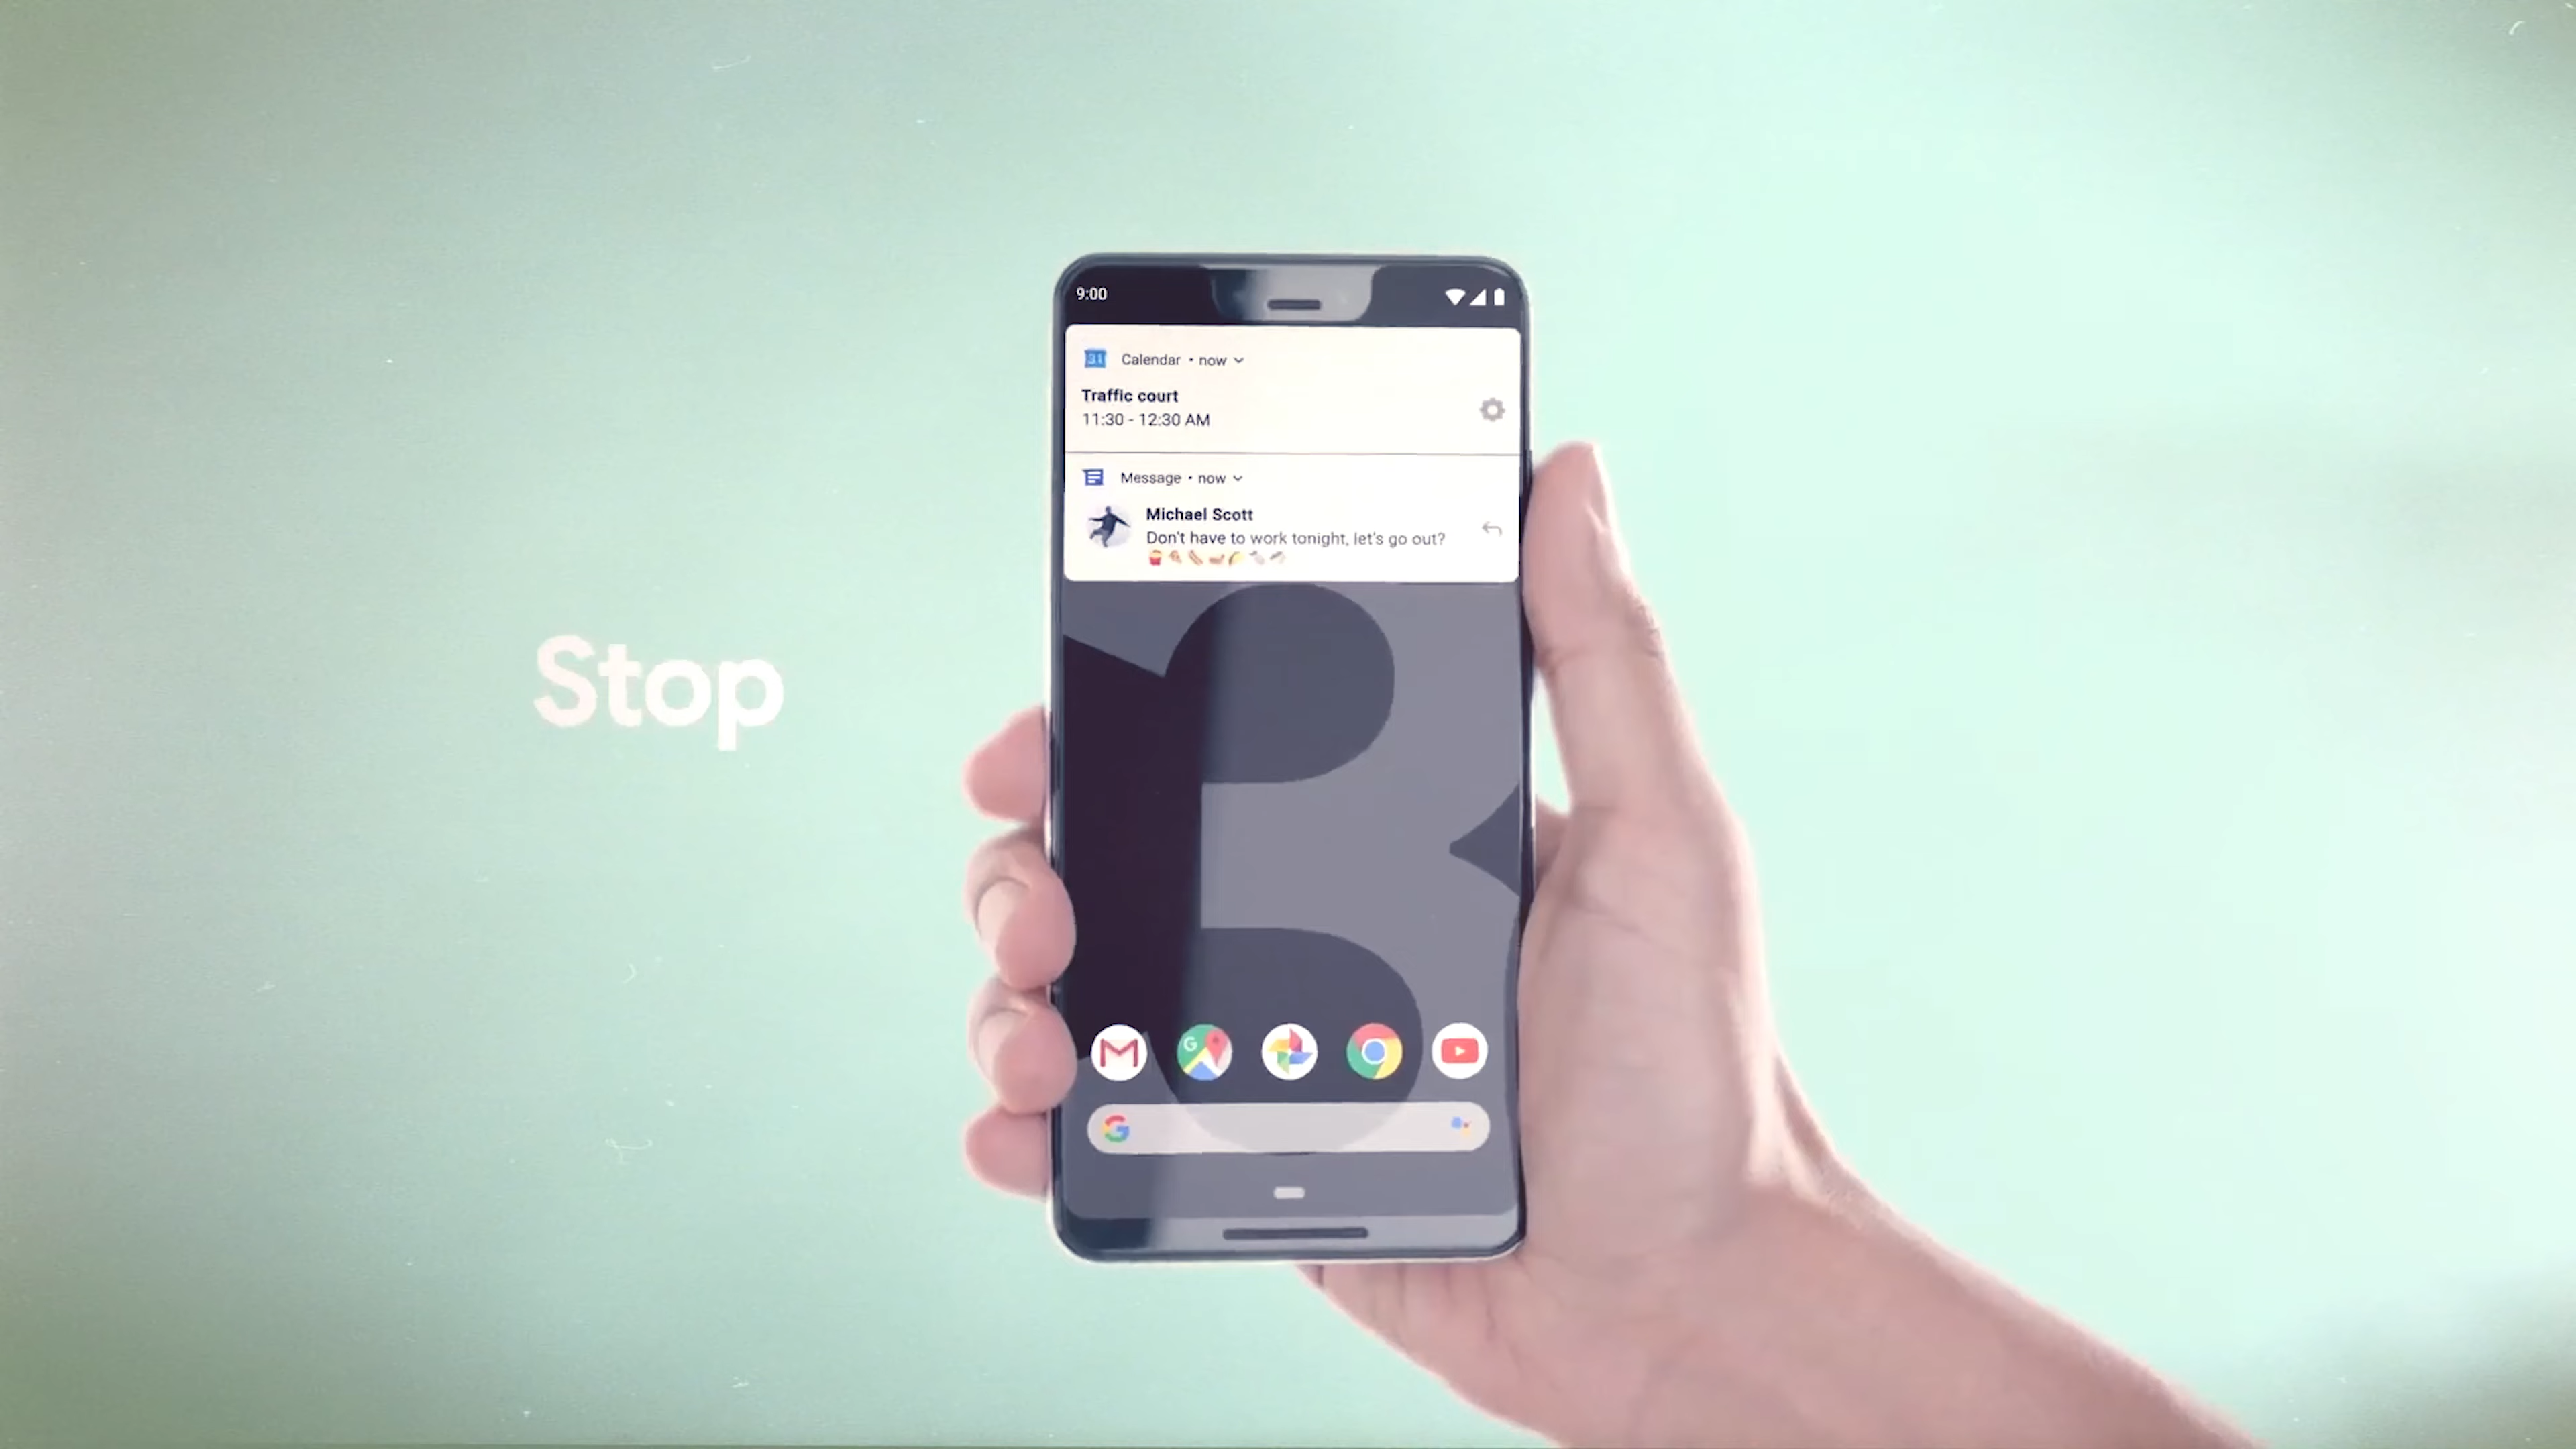 Stop
9:00
31 Calendar • now
Traffic court
11:30 - 12:30 AM
Message • now
Michael Scott
Don't have to work tonight, let's go out?
🍟🍗🌭🥓🌮🌯🥙
G
G